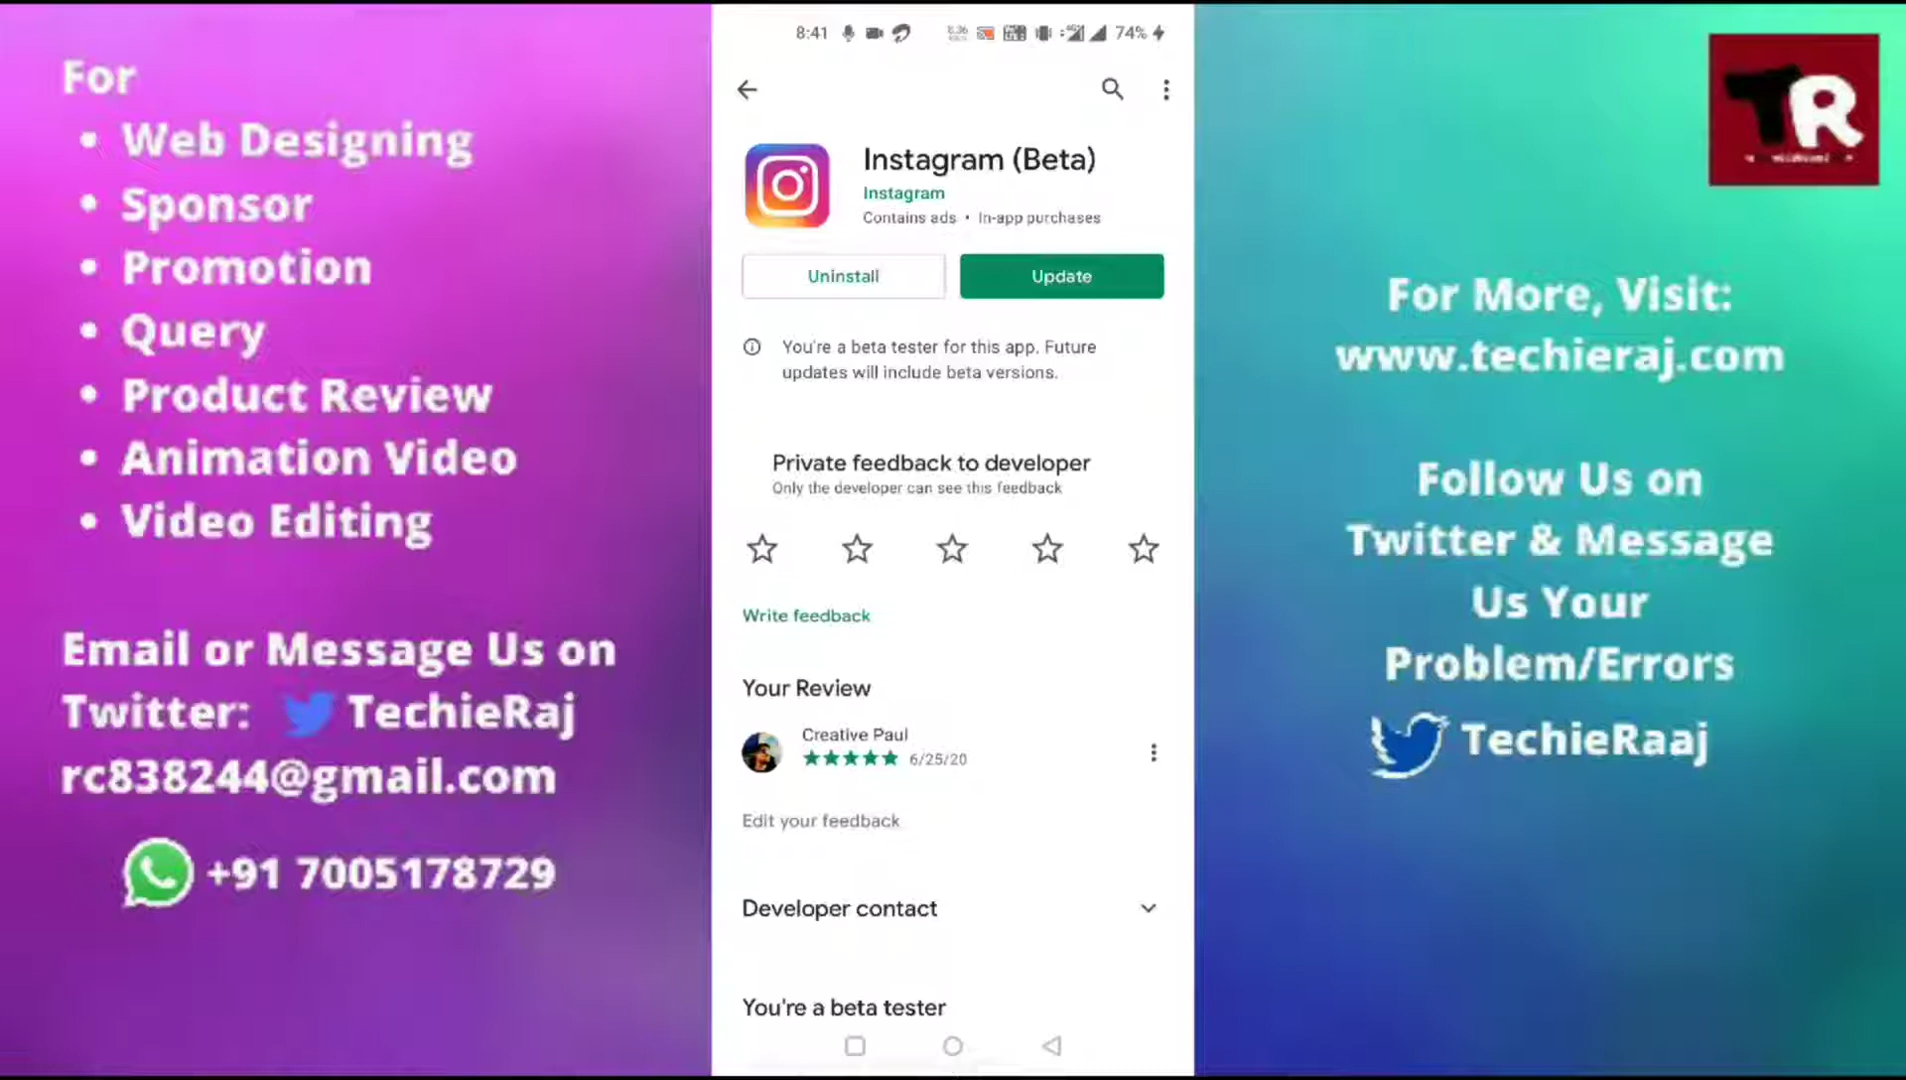 For
• Web Designing
• Sponsor
• Promotion
• Query
• Product Review
• Animation Video
• Video Editing
Email or Message Us on
Twitter: TechieRaj
rc838244@gmail.com
+91 7005178729
8:41
74%
Instagram (Beta)
Instagram
Contains ads • In-app purchases
Uninstall
Update
You're a beta tester for this app. Future
updates will include beta versions.
Private feedback to developer
Only the developer can see this feedback
Write feedback
Your Review
Creative Paul
6/25/20
Edit your feedback
Developer contact
You're a beta tester
TR
For More, Visit:
www.techieraj.com
Follow Us on
Twitter & Message
Us Your
Problem/Errors
TechieRaaj